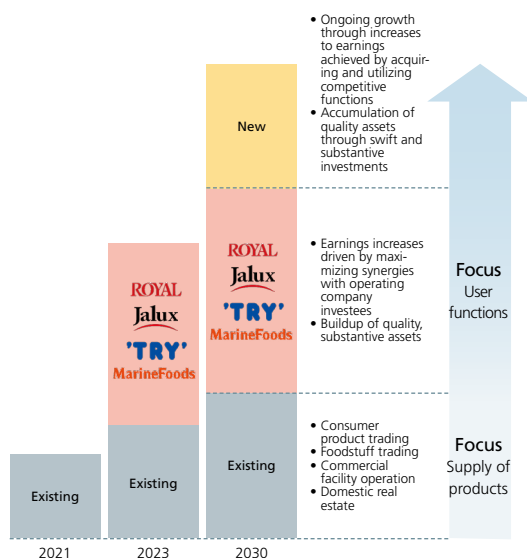 • Ongoing growth
through increases
to earnings
achieved by acquir-
ing and utilizing
competitive
functions
• Accumulation of
quality assets
through swift and
substantive
investments
New
ROYAL
Jalux
'TRY'
MarineFoods
• Earnings increases
driven by maxi-
mizing synergies
with operating
company
investees
• Buildup of quality,
substantive assets
Focus
User
functions
ROYAL
Jalux
'TRY'
MarineFoods
• Consumer
product trading
• Foodstuff trading
• Commercial
facility operation
• Domestic real
estate
Focus
Supply of
products
Existing
Existing
Existing
2021
2023
2030